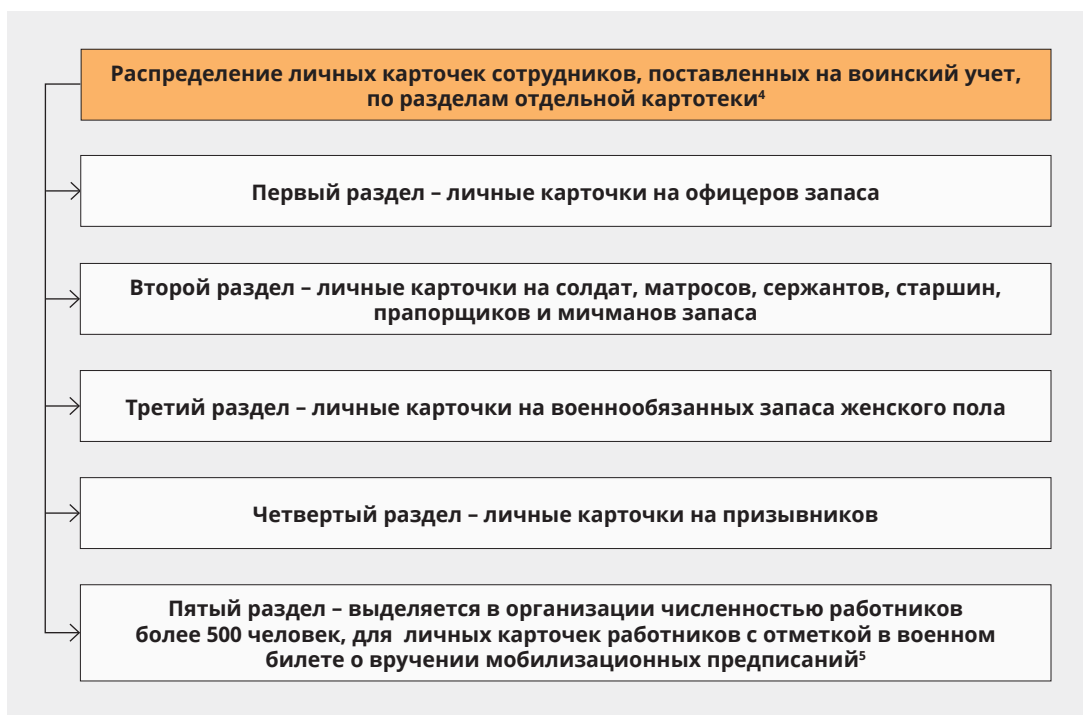 Распределение личных карточек сотрудников, поставленных на воинский учет,
по разделам отдельной картотеки⁴
Первый раздел – личные карточки на офицеров запаса
Второй раздел – личные карточки на солдат, матросов, сержантов, старшин,
прапорщиков и мичманов запаса
Третий раздел – личные карточки на военнообязанных запаса женского пола
Четвертый раздел – личные карточки на призывников
Пятый раздел – выделяется в организации численностью работников
более 500 человек, для личных карточек работников с отметкой в военном
билете о вручении мобилизационных предписаний⁵